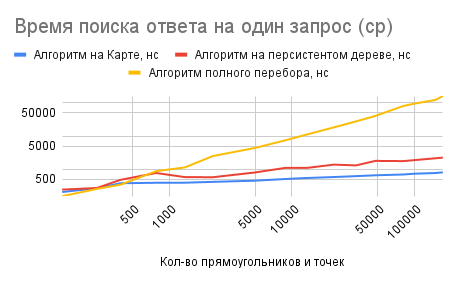 Время поиска ответа на один запрос (ср)
Алгоритм на Карте, нс
Алгоритм на персистентом дереве, нс
Алгоритм полного перебора, нс
50000
5000
500
500
1000
5000
10000
50000
100000
Кол-во прямоугольников и точек